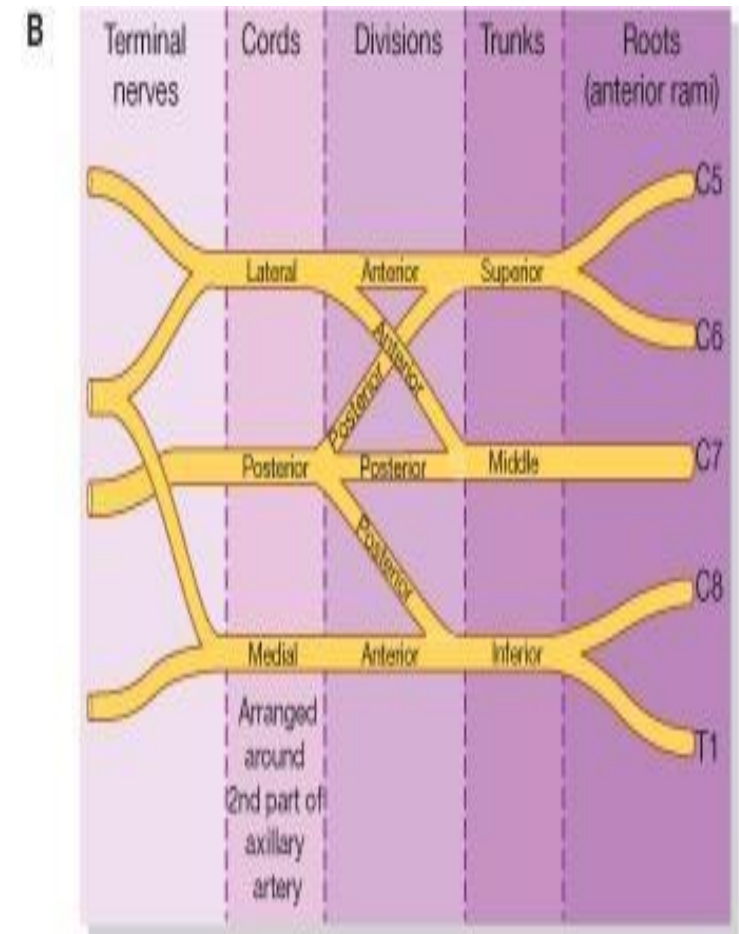 B
Terminal
nerves
Cords
Divisions
Trunks
Roots
(anterior rami)
C5
Lateral
Anterior
Superior
C6
Anterior
Posterior
Posterior
Posterior
Middle
C7
Posterior
C8
Medial
Anterior
Inferior
T1
Arranged
around
2nd part of
axillary
artery